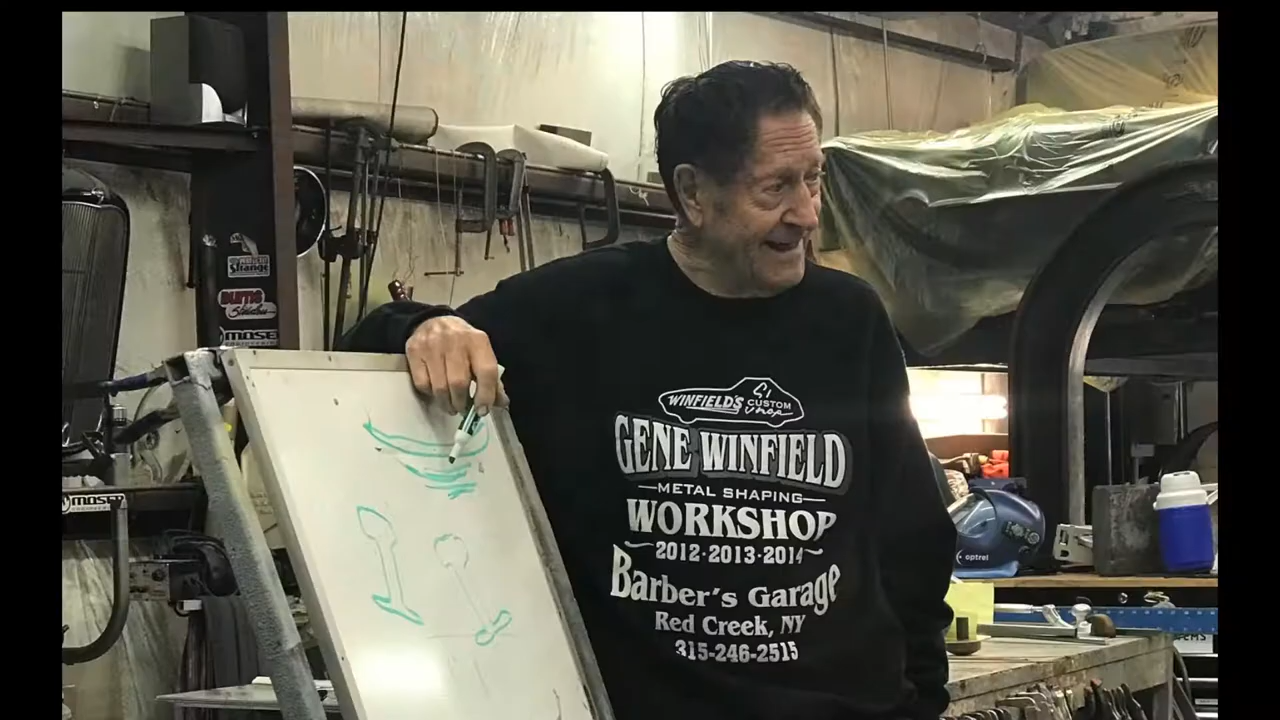 WINFIELD'S CUSTOM Shop
GENE WINFIELD
METAL SHAPING
WORKSHOP
2012·2013·2014
Barber's Garage
Red Creek, NY
315-246-2515
Strange
MOSER
MOSER
optrel